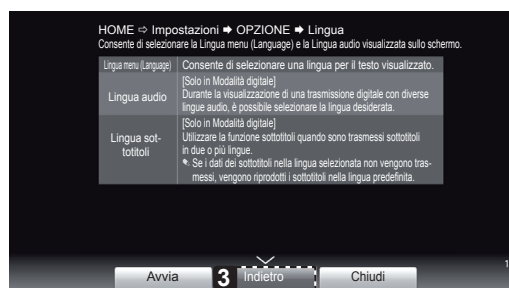 HOME ⇨ Impostazioni ➡ OPZIONE ➡ Lingua
Consente di selezionare la Lingua menu (Language) e la Lingua audio visualizzata sullo schermo.
Lingua menu (Language) Consente di selezionare una lingua per il testo visualizzato.
Lingua audio
[Solo in Modalità digitale]
Durante la visualizzazione di una trasmissione digitale con diverse
lingue audio, è possibile selezionare la lingua desiderata.
Lingua sot-
totitoli
[Solo in Modalità digitale]
Utilizzare la funzione sottotitoli quando sono trasmessi sottotitoli
in due o più lingue.
Se i dati dei sottotitoli nella lingua selezionata non vengono tras-
messi, vengono riprodotti i sottotitoli nella lingua predefinita.
1
Avvia 3 Indietro Chiudi